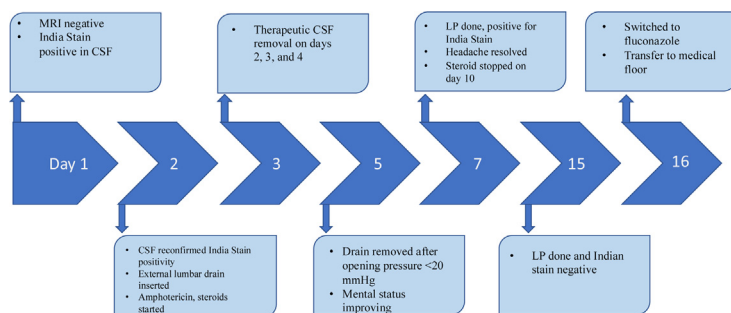 MRI negative
India Stain
positive in CSF
Therapeutic CSF
removal on days
2, 3, and 4
LP done, positive for
India Stain
Headache resolved
Steroid stopped on
day 10
Switched to
fluconazole
Transfer to medical
floor
Day 1
2
3
5
7
15
16
CSF reconfirmed India Stain
positivity
External lumbar drain
inserted
Amphotericin, steroids
started
Drain removed after
opening pressure <20
mmHg
Mental status
improving
LP done and Indian
stain negative